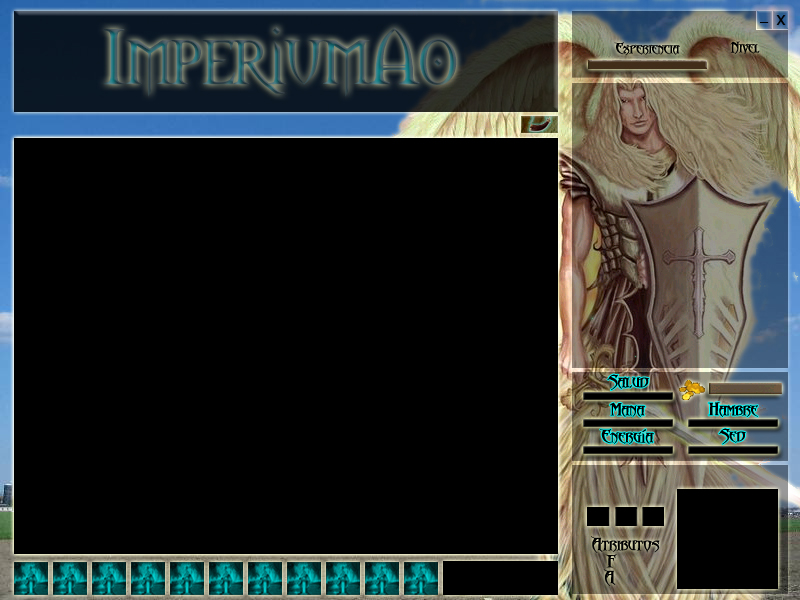 ImperiumAO
X
Experiencia
Nivel
Salud
Mana
Hambre
Energía
Sed
Atributos
F
A